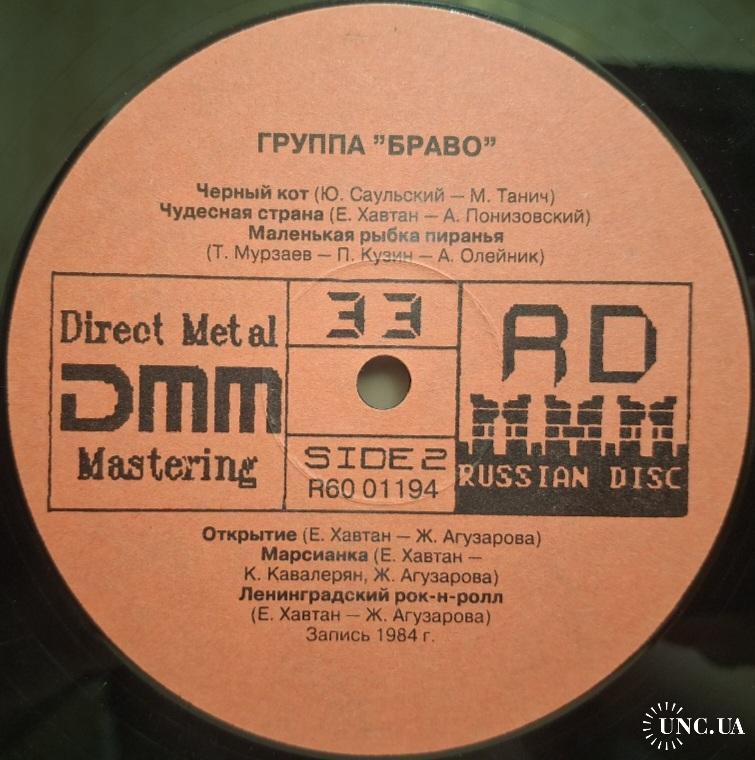 ГРУППА "БРАВО"
Черный кот (Ю. Саульский — М. Танич)
Чудесная страна (Е. Хавтан — А. Понизовский)
Маленькая рыбка пиранья
(Т. Мурзаев — П. Кузин — А. Олейник)
Direct Metal
DMM
Mastering
33
SIDE 2
R60 01194
RD
RUSSIAN DISC
Открытие (Е. Хавтан — Ж. Агузарова)
Марсианка (Е. Хавтан —
К. Кавалерян, Ж. Агузарова)
Ленинградский рок-н-ролл
(Е. Хавтан — Ж. Агузарова)
Запись 1984 г.
UNC.UA